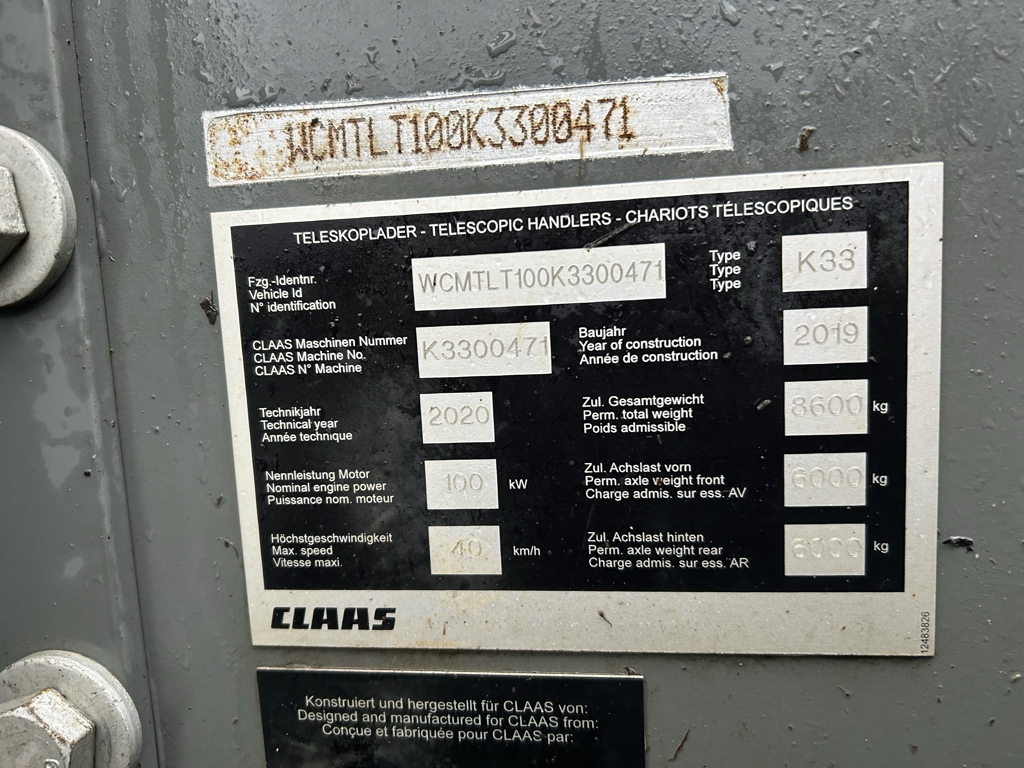 WCMTLT100K3300471
TELESKOPLADER - TELESCOPIC HANDLERS - CHARIOTS TÉLESCOPIQUES
Fzg.-Identnr.
Vehicle Id
N° identification
WCMTLT100K3300471
Type
Type
Type
K33
CLAAS Maschinen Nummer
CLAAS Machine No.
CLAAS N° Machine
K3300471
Baujahr
Year of construction
Année de construction
2019
Technikjahr
Technical year
Année technique
2020
Zul. Gesamtgewicht
Perm. total weight
Poids admissible
8600 kg
Nennleistung Motor
Nominal engine power
Puissance nom. moteur
100 kW
Zul. Achslast vorn
Perm. axle weight front
Charge admis. sur ess. AV
6000 kg
Höchstgeschwindigkeit
Max. speed
Vitesse maxi.
40 km/h
Zul. Achslast hinten
Perm. axle weight rear
Charge admis. sur ess. AR
6000 kg
CLAAS
12483826
Konstruiert und hergestellt für CLAAS von:
Designed and manufactured for CLAAS from:
Conçue et fabriquée pour CLAAS par: